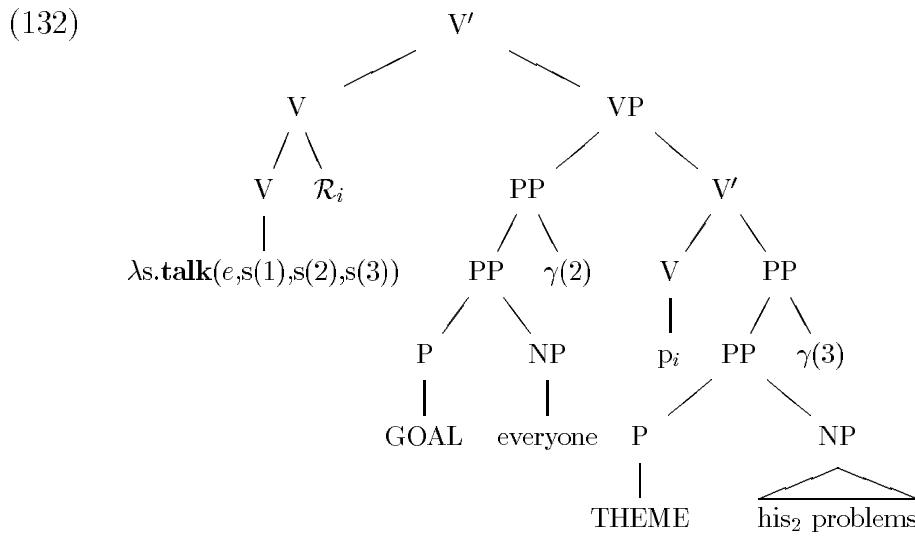 (132) V′
V VP
V ℛᵢ PP V′
λs.talk(e,s(1),s(2),s(3)) PP γ(2) V PP
P NP pᵢ PP γ(3)
GOAL everyone P NP
THEME his₂ problems